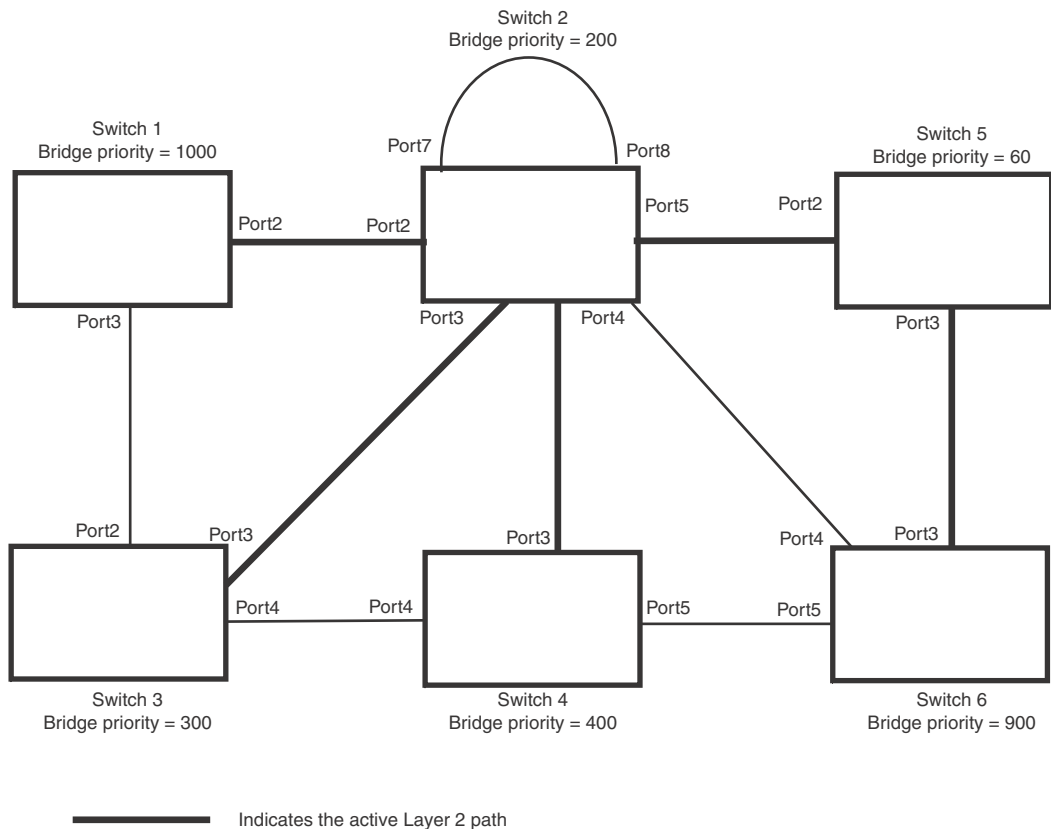 Switch 2
Bridge priority = 200
Switch 1
Bridge priority = 1000
Switch 5
Bridge priority = 60
Port7
Port8
Port2
Port2
Port5
Port2
Port3
Port3
Port4
Port3
Port2
Port3
Port3
Port4
Port3
Port4
Port4
Port5
Port5
Switch 3
Bridge priority = 300
Switch 4
Bridge priority = 400
Switch 6
Bridge priority = 900
Indicates the active Layer 2 path